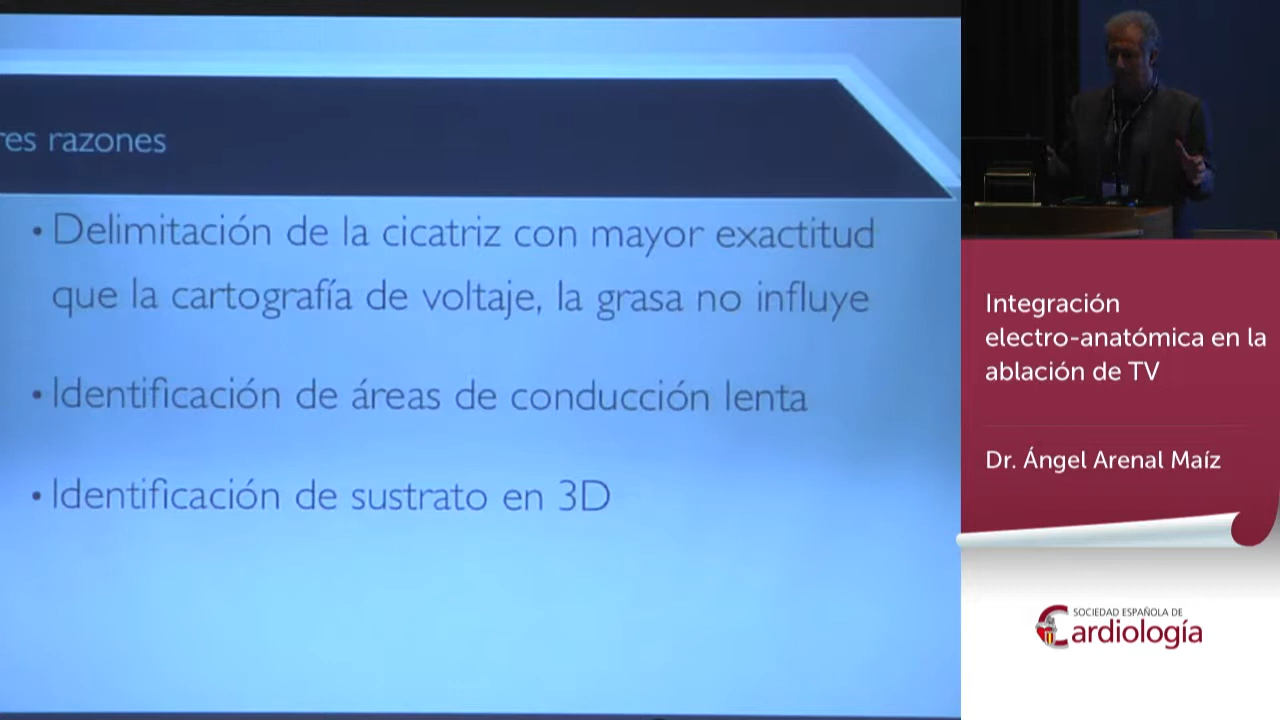 res razones
• Delimitación de la cicatriz con mayor exactitud
que la cartografía de voltaje, la grasa no influye
• Identificación de áreas de conducción lenta
• Identificación de sustrato en 3D
Integración
electro-anatómica en la
ablación de TV
Dr. Ángel Arenal Maíz
SOCIEDAD ESPAÑOLA DE
Cardiología